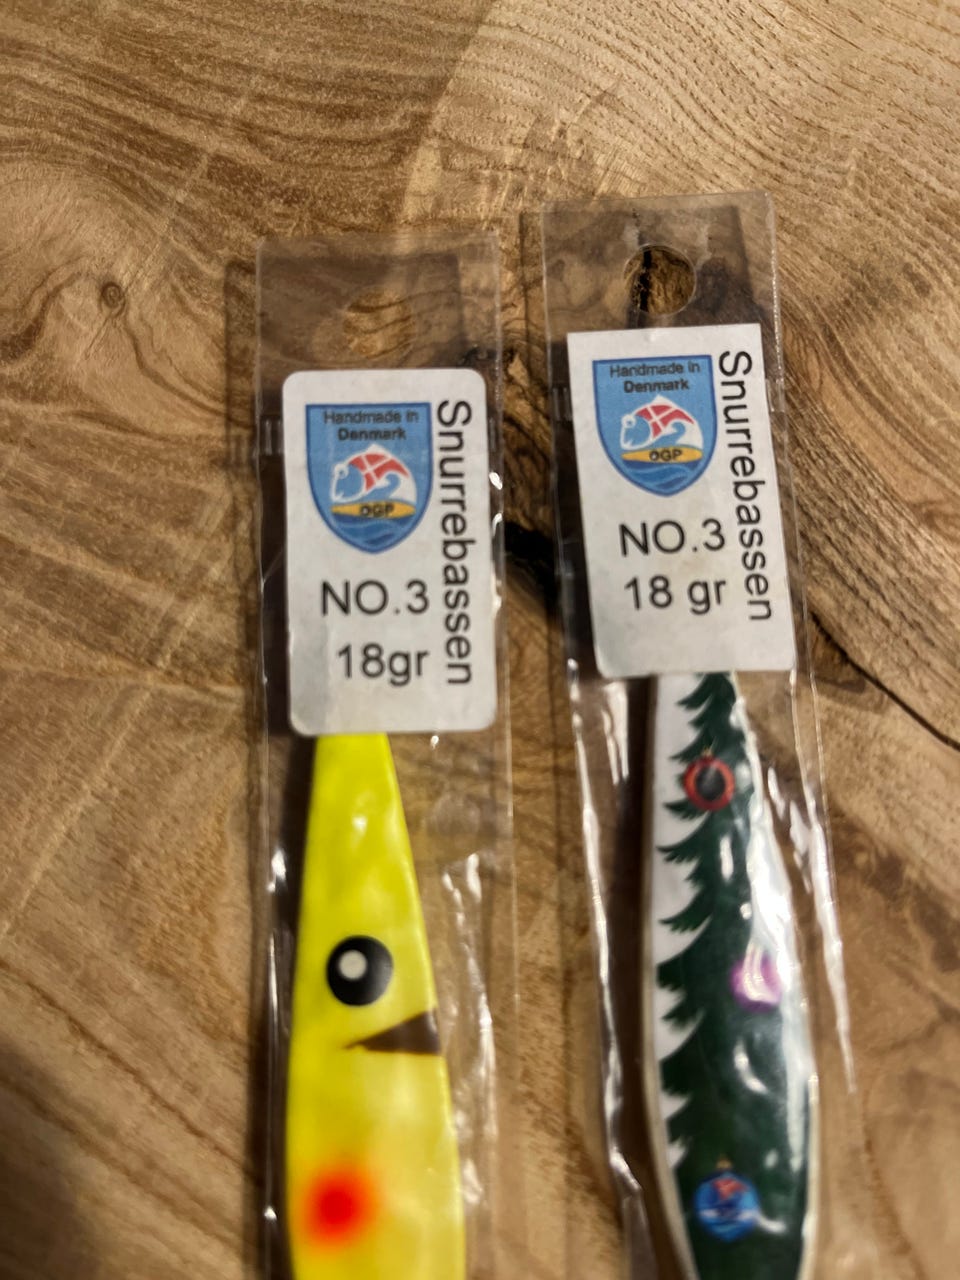 Handmade in
Denmark
OGP
Snurrebassen
NO.3
18gr
Handmade in
Denmark
OGP
Snurrebassen
NO.3
18 gr